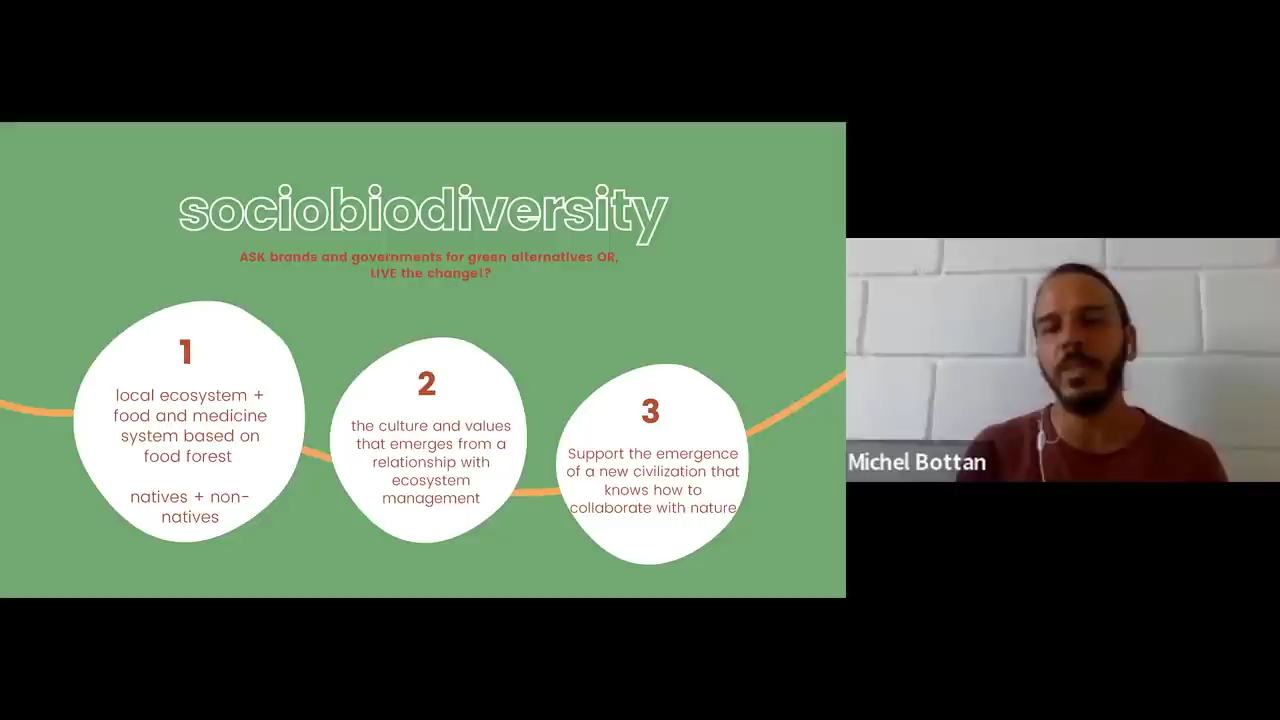 sociobiodiversity
ASK brands and governments for green alternatives OR,
LIVE the change!?
1
local ecosystem +
food and medicine
system based on
food forest
natives + non-
natives
2
the culture and values
that emerges from a
relationship with
ecosystem
management
3
Support the emergence
of a new civilization that
knows how to
collaborate with nature
Michel Bottan